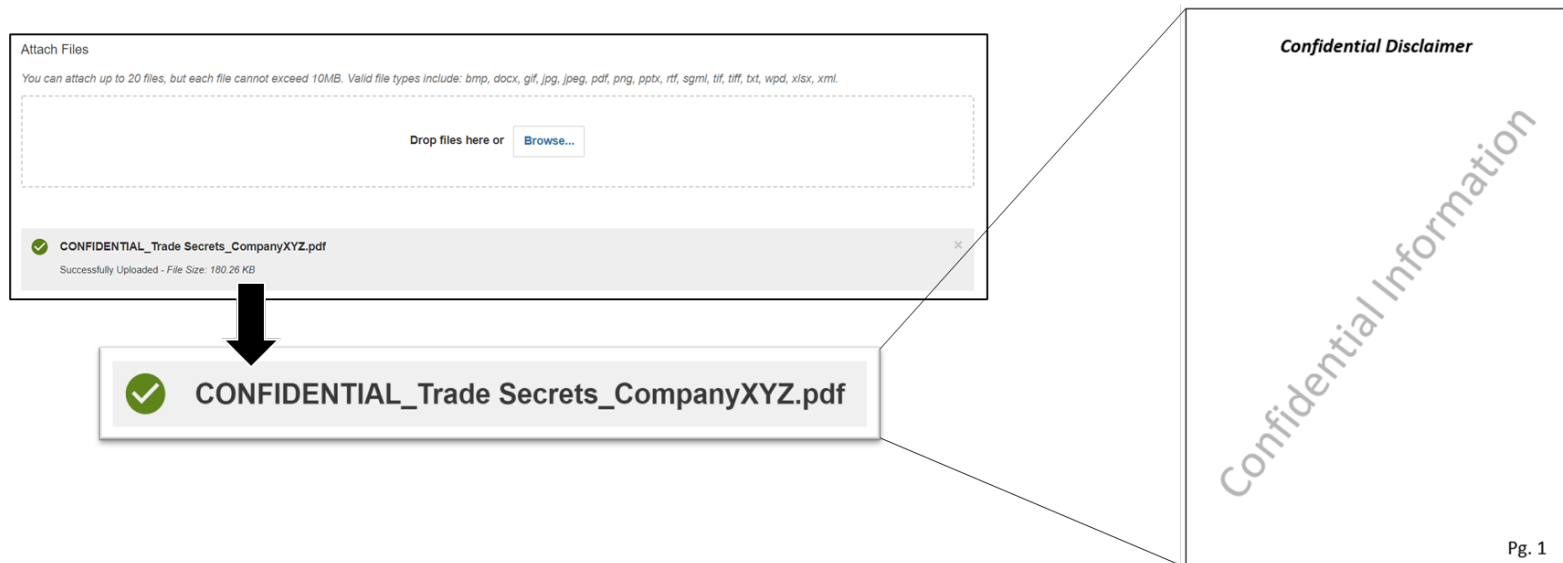 Attach Files
You can attach up to 20 files, but each file cannot exceed 10MB. Valid file types include: bmp, docx, gif, jpg, jpeg, pdf, png, pptx, rtf, sgml, tif, tiff, txt, wpd, xlsx, xml.
Drop files here or Browse...
CONFIDENTIAL_Trade Secrets_CompanyXYZ.pdf
Successfully Uploaded - File Size: 180.26 KB
CONFIDENTIAL_Trade Secrets_CompanyXYZ.pdf
Confidential Disclaimer
Confidential Information
Pg. 1